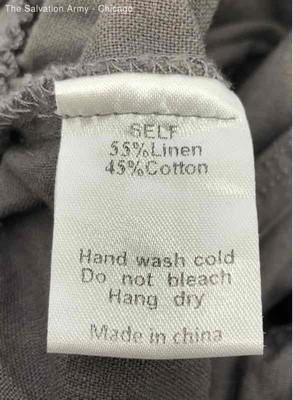 The Salvation Army - Chicago
SELF
55%Linen
45%Cotton
Hand wash cold
Do not bleach
Hang dry
Made in china